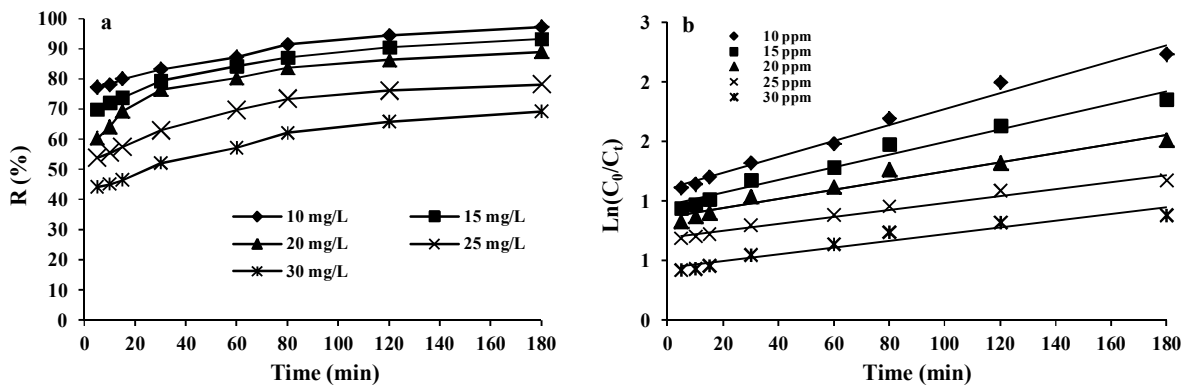 a
R (%)
100
90
80
70
60
50
40
30
20
10
0
10 mg/L
15 mg/L
20 mg/L
25 mg/L
30 mg/L
0 20 40 60 80 100 120 140 160 180
Time (min)
b
Ln(C0/Ct)
3
2
2
1
1
0
10 ppm
15 ppm
20 ppm
25 ppm
30 ppm
0 20 40 60 80 100 120 140 160 180
Time (min)